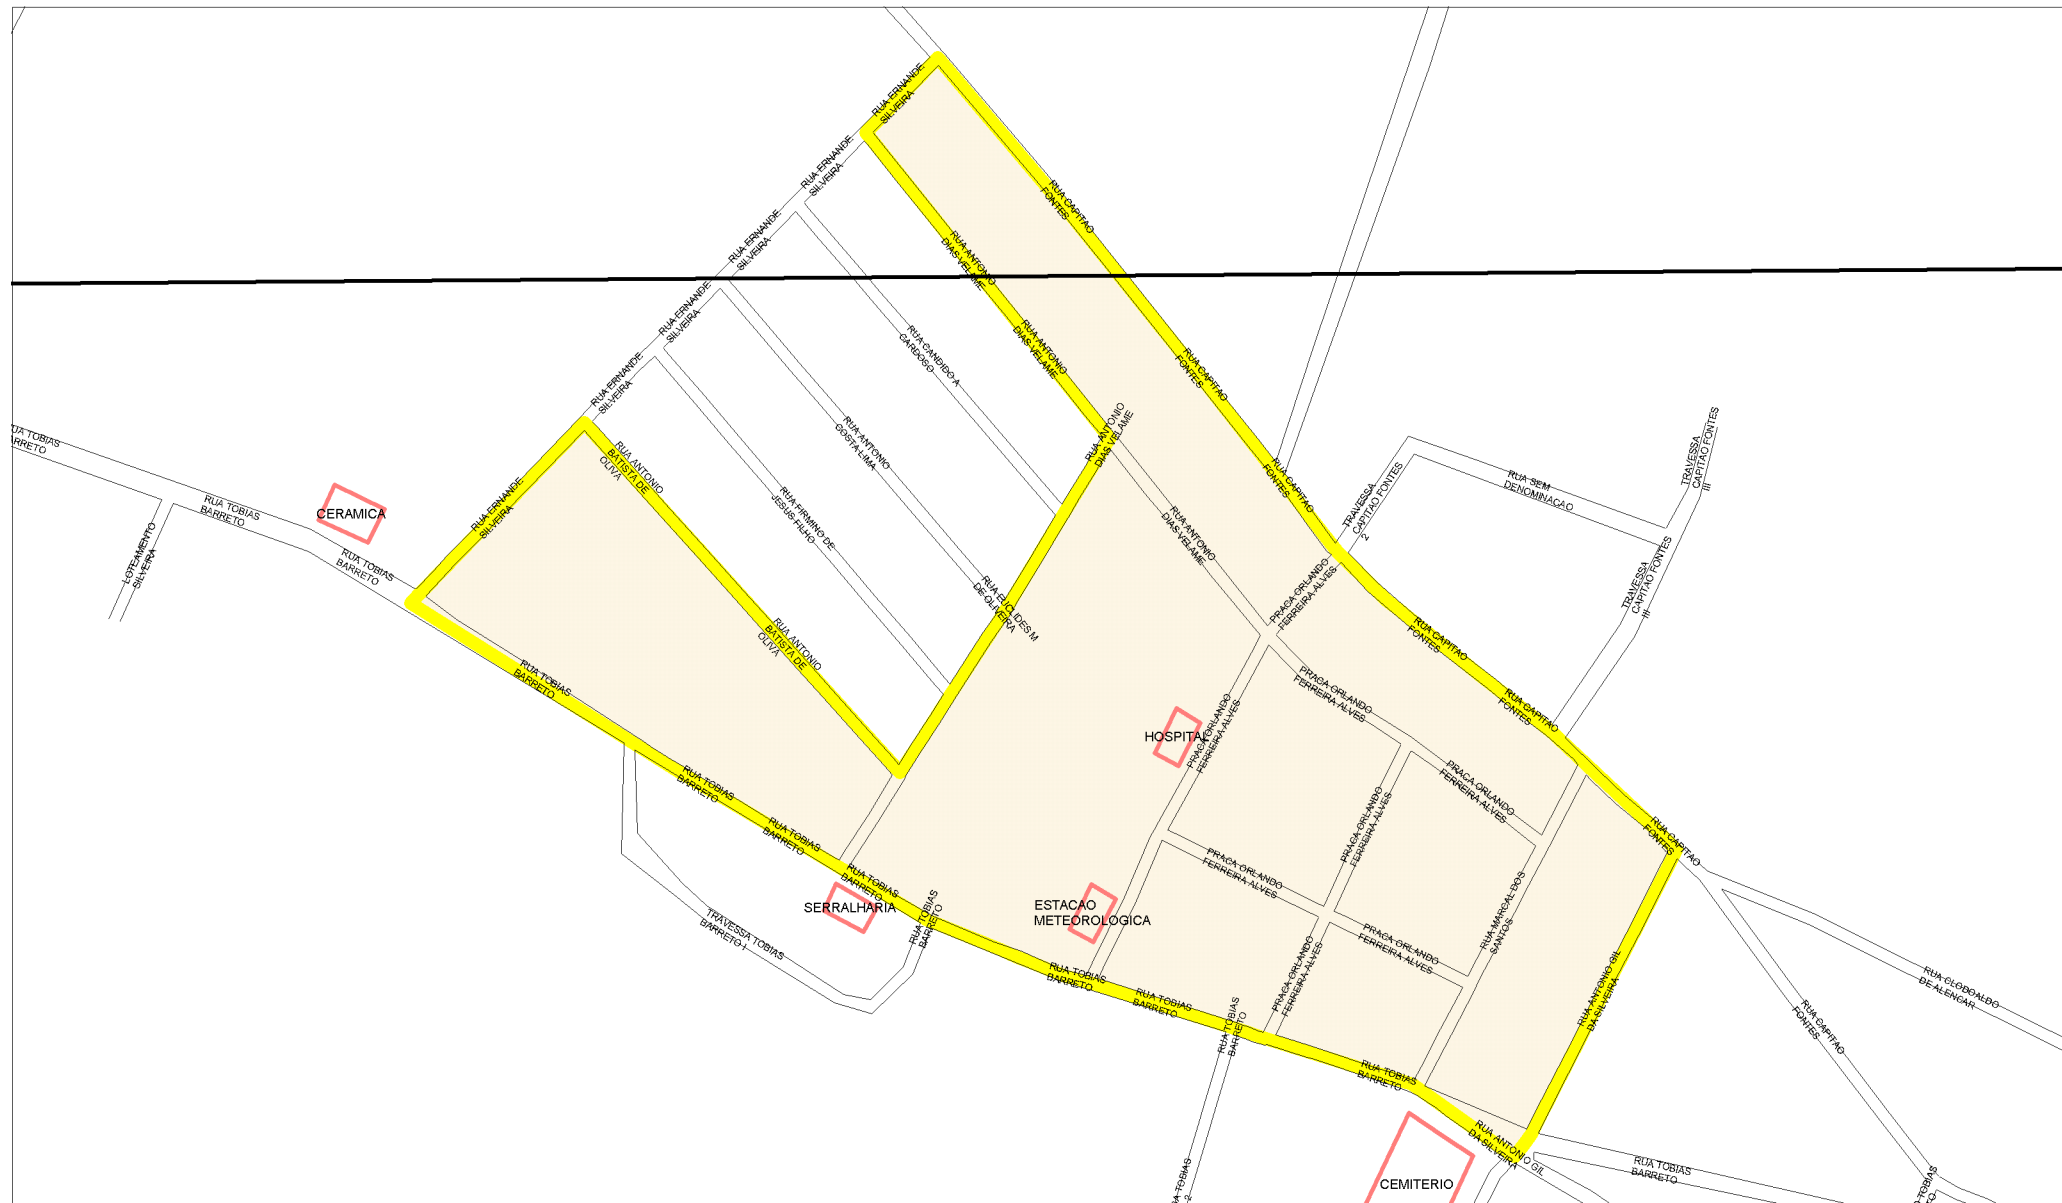 RUA ERNANDE
SILVEIRA
RUA ERNANDE
SILVEIRA
RUA ERNANDE
SILVEIRA
RUA ERNANDE
SILVEIRA
RUA ERNANDE
SILVEIRA
RUA ERNANDE
SILVEIRA
RUA CAPITAO
FONTES
RUA CAPITAO
FONTES
RUA CAPITAO
FONTES
RUA ANTONIO
DIAS VELAME
RUA ANTONIO
DIAS VELAME
RUA ANTONIO
DIAS VELAME
RUA ANTONIO
DIAS VELAME
RUA CANDIDO A
CARDOSO
RUA ANTONIO
COSTA LIMA
RUA FIRMINO DE
JESUS FILHO
RUA EUCLIDES M
DE OLIVEIRA
RUA ANTONIO
BATISTA DE
OLIVA
RUA ANTONIO
BATISTA DE
OLIVA
UA TOBIAS
ARRETO
RUA TOBIAS
BARRETO
LOTEAMENTO
SILVEIRA
CERAMICA
RUA TOBIAS
BARRETO
RUA TOBIAS
BARRETO
RUA TOBIAS
BARRETO
RUA TOBIAS
BARRETO
RUA TOBIAS
BARRETO
SERRALHARIA
RUA TOBIAS
BARRETO
TRAVESSA TOBIAS
BARRETO I
TRAVESSA
CAPITAO FONTES
2
RUA SEM
DENOMINACAO
TRAVESSA
CAPITAO FONTES
III
TRAVESSA
CAPITAO FONTES
III
PRACA ORLANDO
FERREIRA ALVES
RUA CAPITAO
FONTES
RUA CAPITAO
FONTES
RUA CAPITAO
FONTES
PRACA ORLANDO
FERREIRA ALVES
HOSPITAL
PRACA ORLANDO
FERREIRA ALVES
PRACA ORLANDO
FERREIRA ALVES
PRACA ORLANDO
FERREIRA ALVES
PRACA ORLANDO
FERREIRA ALVES
PRACA ORLANDO
FERREIRA ALVES
RUA MARCAL DOS
SANTOS
ESTACAO
METEOROLOGICA
RUA TOBIAS
BARRETO
RUA TOBIAS
BARRETO
RUA TOBIAS
BARRETO
PRACA ORLANDO
FERREIRA ALVES
RUA TOBIAS
BARRETO
RUA ANTONIO GIL
DA SILVEIRA
RUA ANTONIO GIL
DA SILVEIRA
RUA CLODOALDO
DE ALENCAR
RUA CAPITAO
FONTES
RUA TOBIAS
BARRETO
CEMITERIO
SA TOBIAS
2
TOBIAS